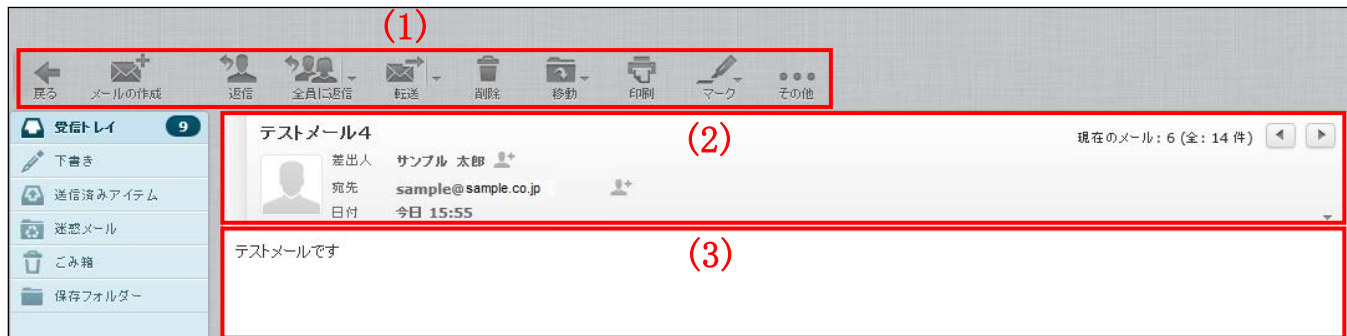 (1)
戻る メールの作成 返信 全員に返信 転送 削除 移動 印刷 マーク その他
受信トレイ 9
下書き
送信済みアイテム
迷惑メール
ごみ箱
保存フォルダー
テストメール4 (2) 現在のメール : 6 (全 : 14 件)
差出人 サンプル 太郎
宛先 sample@sample.co.jp
日付 今日 15:55
テストメールです (3)